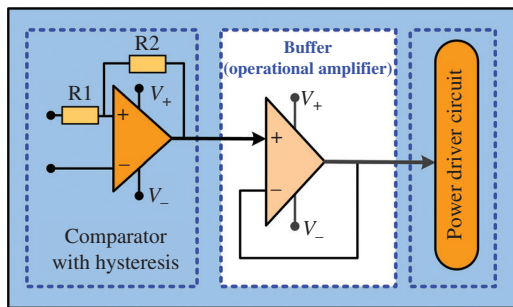 R2
R1
V+
+
−
V−
Comparator
with hysteresis
Buffer
(operational amplifier)
V+
+
−
V−
Power driver circuit